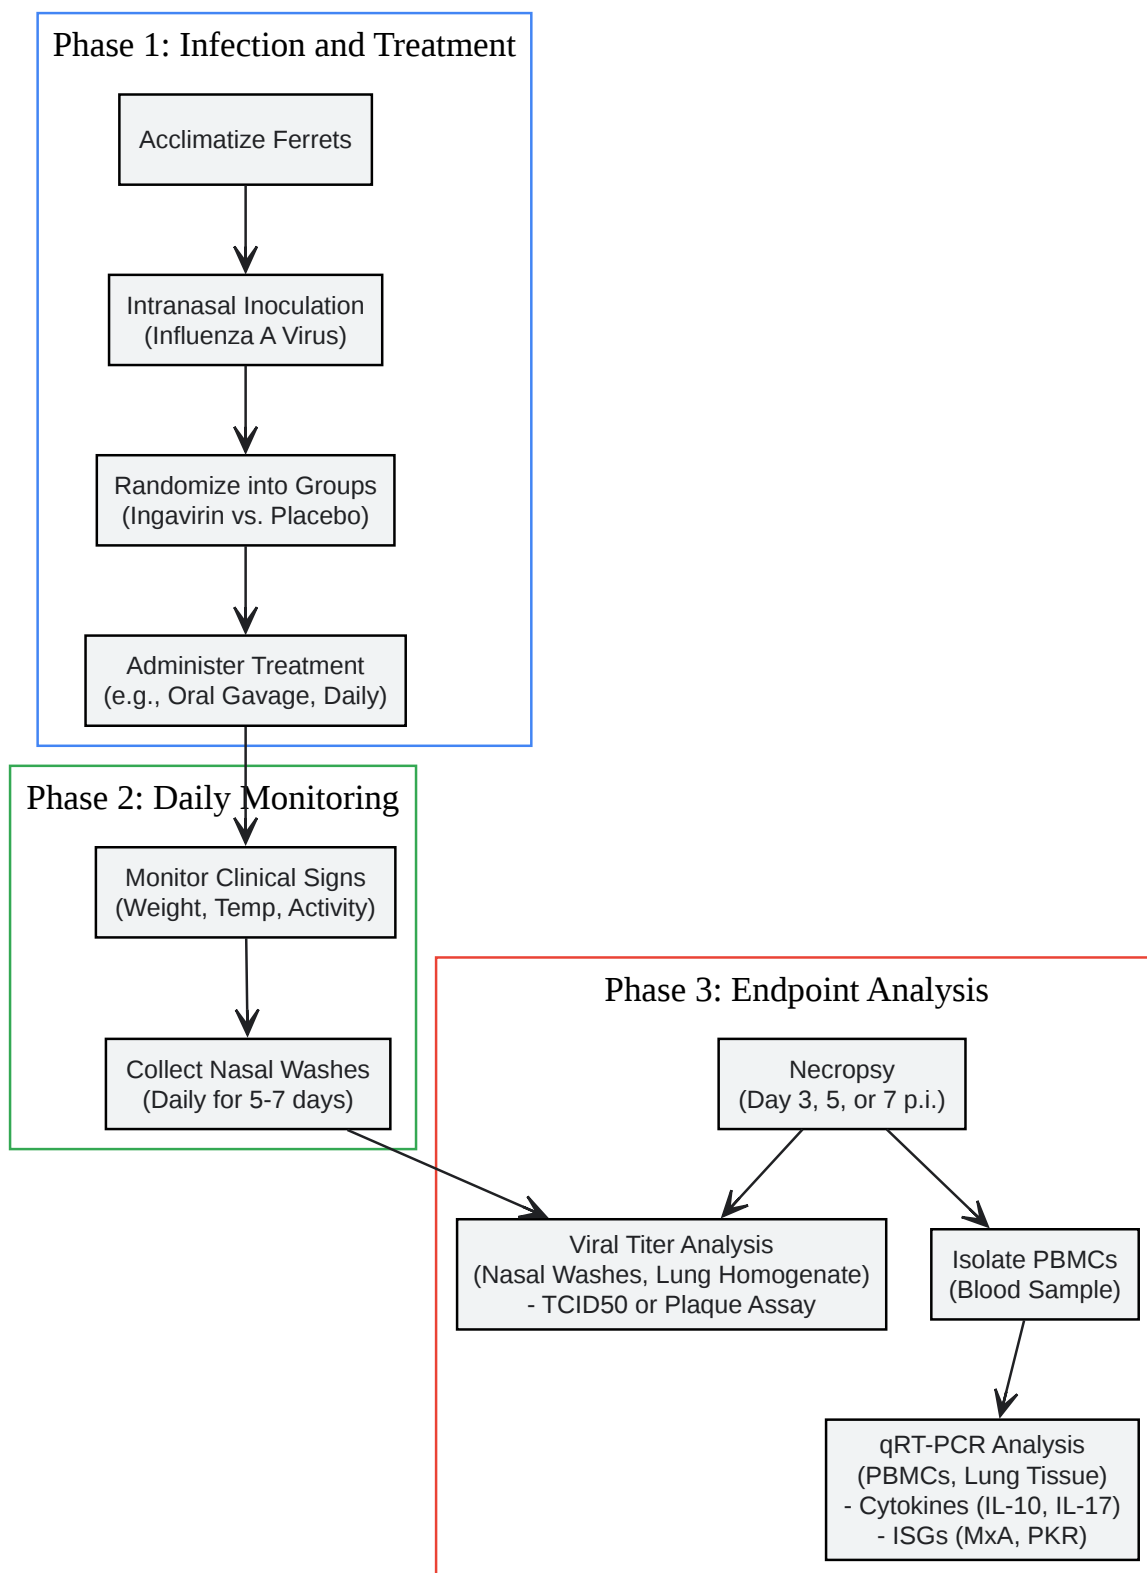 Phase 1: Infection and Treatment
Acclimatize Ferrets
Intranasal Inoculation
(Influenza A Virus)
Randomize into Groups
(Ingavirin vs. Placebo)
Administer Treatment
(e.g., Oral Gavage, Daily)
Phase 2: Daily Monitoring
Monitor Clinical Signs
(Weight, Temp, Activity)
Collect Nasal Washes
(Daily for 5-7 days)
Phase 3: Endpoint Analysis
Necropsy
(Day 3, 5, or 7 p.i.)
Viral Titer Analysis
(Nasal Washes, Lung Homogenate)
- TCID50 or Plaque Assay
Isolate PBMCs
(Blood Sample)
qRT-PCR Analysis
(PBMCs, Lung Tissue)
- Cytokines (IL-10, IL-17)
- ISGs (MxA, PKR)